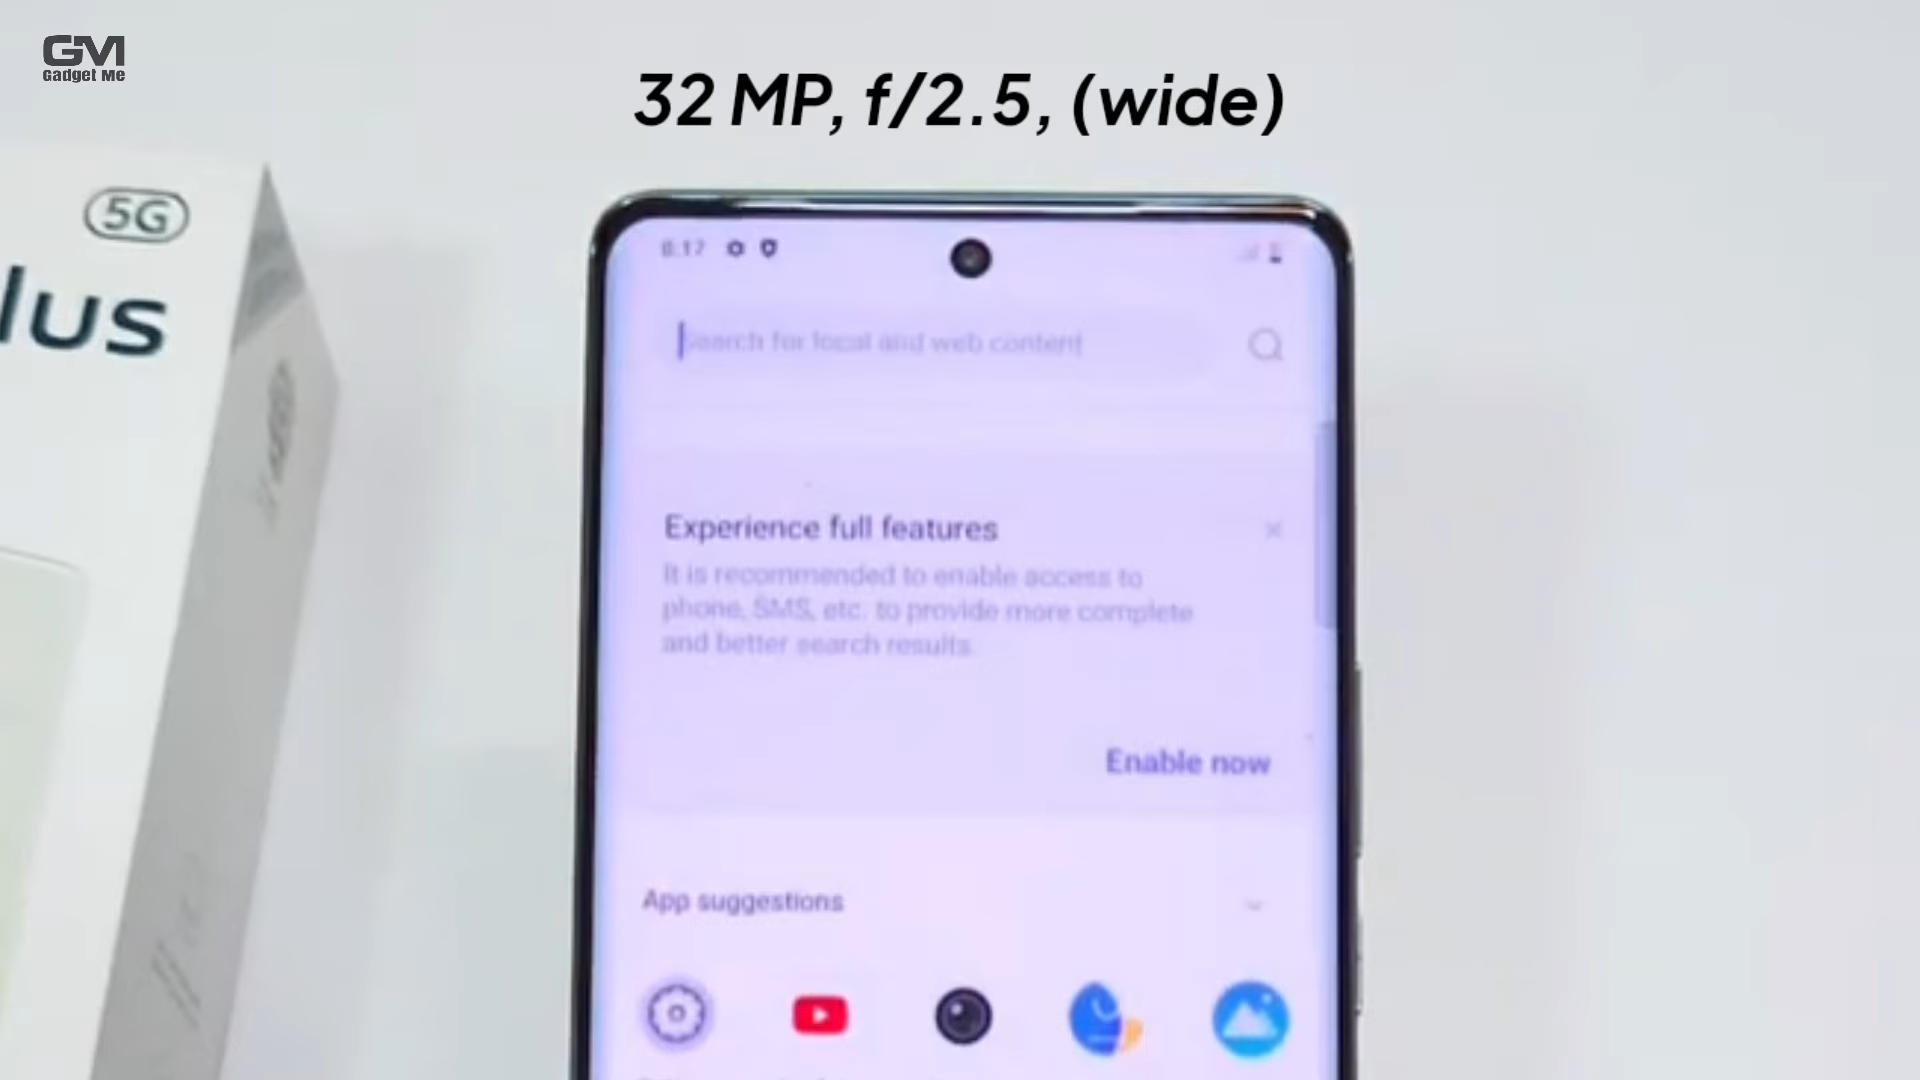 GM
Gadget Me
32 MP, f/2.5, (wide)
5G
lus
8:17
Search for local and web content
Experience full features
It is recommended to enable access to
phone, SMS, etc. to provide more complete
and better search results.
Enable now
App suggestions